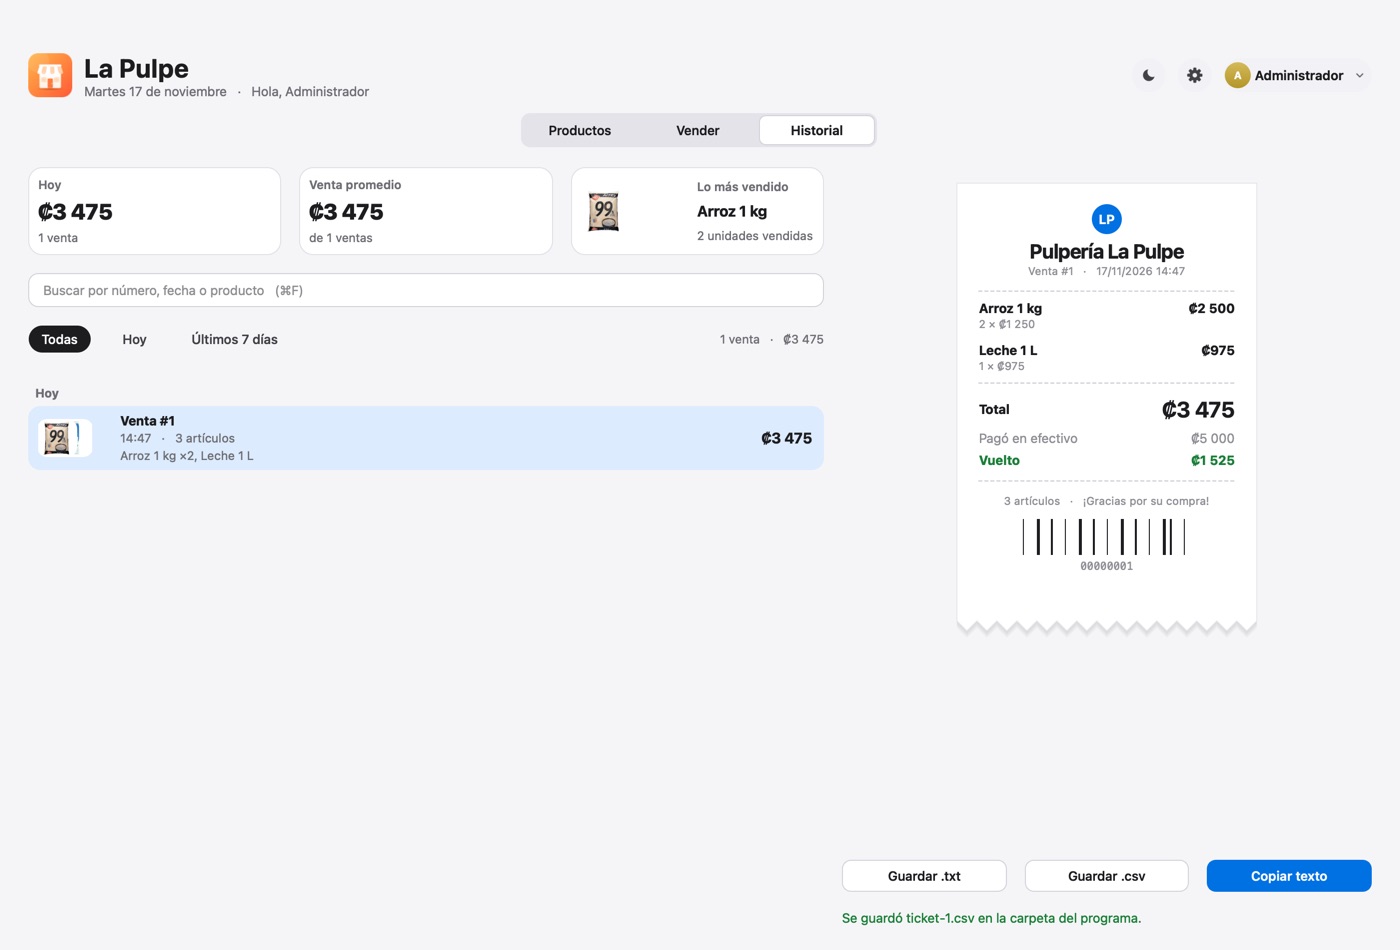 La Pulpe
Martes 17 de noviembre · Hola, Administrador
A Administrador
Productos Vender Historial
Hoy
₡3 475
1 venta
Venta promedio
₡3 475
de 1 ventas
99
Lo más vendido
Arroz 1 kg
2 unidades vendidas
Buscar por número, fecha o producto (⌘F)
Todas Hoy Últimos 7 días 1 venta · ₡3 475
Hoy
99
Venta #1
14:47 · 3 artículos
Arroz 1 kg ×2, Leche 1 L
₡3 475
LP
Pulpería La Pulpe
Venta #1 · 17/11/2026 14:47
Arroz 1 kg ₡2 500
2 × ₡1 250
Leche 1 L ₡975
1 × ₡975
Total ₡3 475
Pagó en efectivo ₡5 000
Vuelto ₡1 525
3 artículos · ¡Gracias por su compra!
00000001
Guardar .txt Guardar .csv Copiar texto
Se guardó ticket-1.csv en la carpeta del programa.